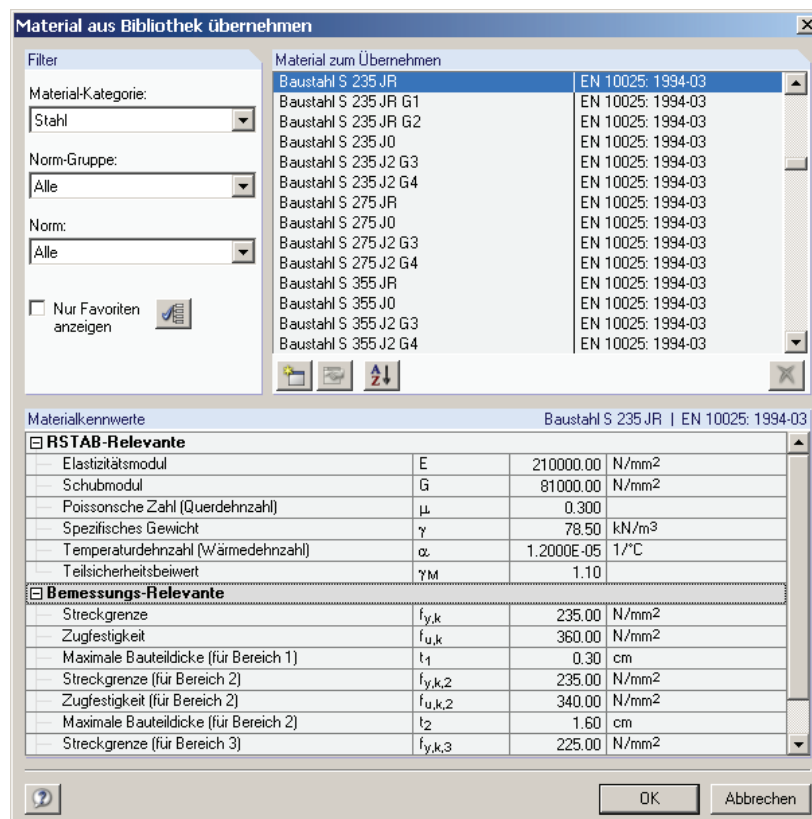 Material aus Bibliothek übernehmen
Filter
Material-Kategorie:
Stahl
Norm-Gruppe:
Alle
Norm:
Alle
Nur Favoriten
anzeigen
Material zum Übernehmen
Baustahl S 235 JR EN 10025: 1994-03
Baustahl S 235 JR G1 EN 10025: 1994-03
Baustahl S 235 JR G2 EN 10025: 1994-03
Baustahl S 235 J0 EN 10025: 1994-03
Baustahl S 235 J2 G3 EN 10025: 1994-03
Baustahl S 235 J2 G4 EN 10025: 1994-03
Baustahl S 275 JR EN 10025: 1994-03
Baustahl S 275 J0 EN 10025: 1994-03
Baustahl S 275 J2 G3 EN 10025: 1994-03
Baustahl S 275 J2 G4 EN 10025: 1994-03
Baustahl S 355 JR EN 10025: 1994-03
Baustahl S 355 J0 EN 10025: 1994-03
Baustahl S 355 J2 G3 EN 10025: 1994-03
Baustahl S 355 J2 G4 EN 10025: 1994-03
Materialkennwerte Baustahl S 235 JR | EN 10025: 1994-03
RSTAB-Relevante
Elastizitätsmodul E 210000.00 N/mm2
Schubmodul G 81000.00 N/mm2
Poissonsche Zahl (Querdehnzahl) μ 0.300
Spezifisches Gewicht γ 78.50 kN/m3
Temperaturdehnzahl (Wärmedehnzahl) α 1.2000E-05 1/°C
Teilsicherheitsbeiwert γM 1.10
Bemessungs-Relevante
Streckgrenze fy,k 235.00 N/mm2
Zugfestigkeit fu,k 360.00 N/mm2
Maximale Bauteildicke (für Bereich 1) t1 0.30 cm
Streckgrenze (für Bereich 2) fy,k,2 235.00 N/mm2
Zugfestigkeit (für Bereich 2) fu,k,2 340.00 N/mm2
Maximale Bauteildicke (für Bereich 2) t2 1.60 cm
Streckgrenze (für Bereich 3) fy,k,3 225.00 N/mm2
OK Abbrechen